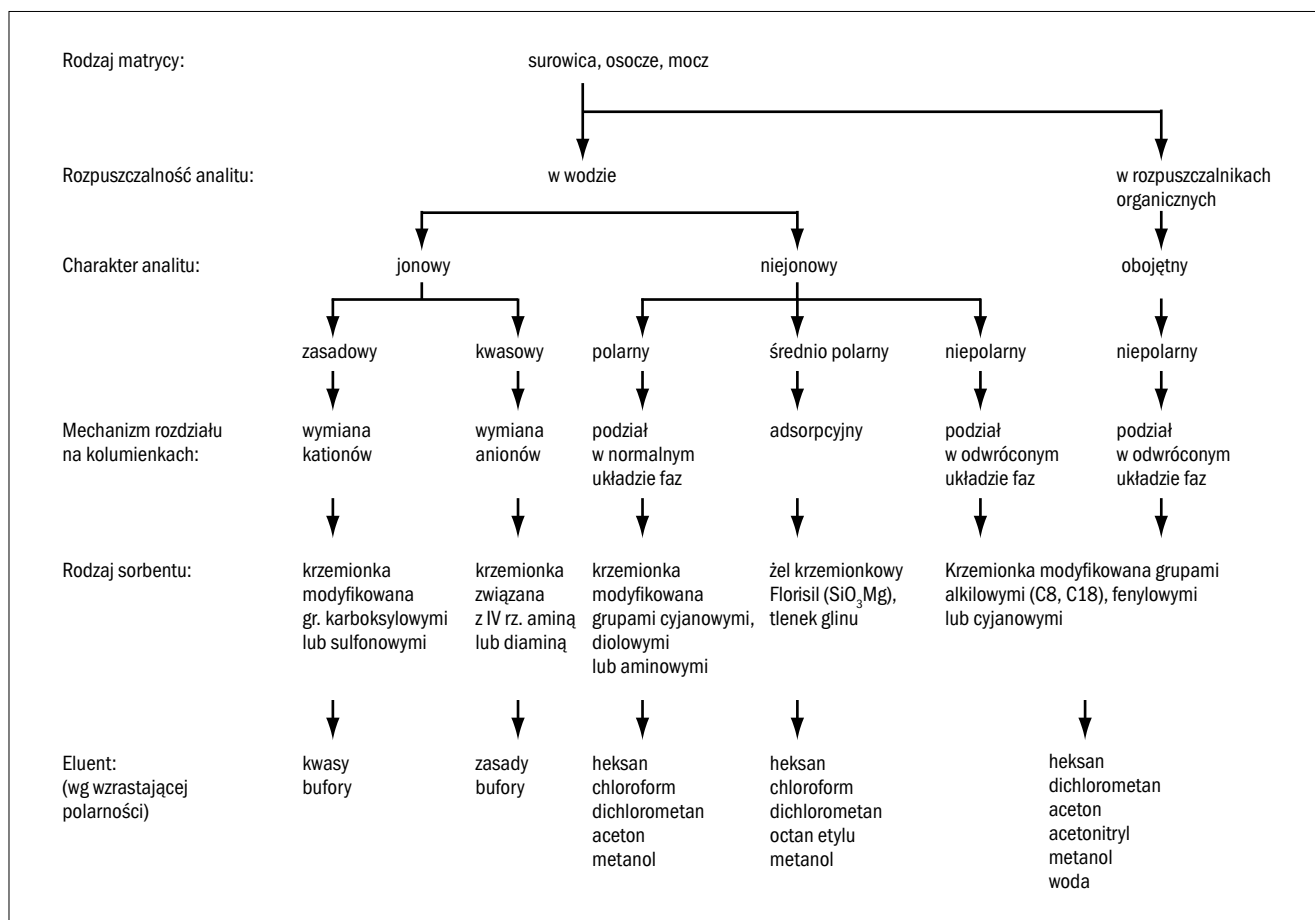 Rodzaj matrycy:
surowica, osocze, mocz
Rozpuszczalność analitu:
w wodzie
w rozpuszczalnikach
organicznych
Charakter analitu:
jonowy
niejonowy
obojętny
zasadowy
kwasowy
polarny
średnio polarny
niepolarny
niepolarny
Mechanizm rozdziału
na kolumienkach:
wymiana
kationów
wymiana
anionów
podział
w normalnym
układzie faz
adsorpcyjny
podział
w odwróconym
układzie faz
podział
w odwróconym
układzie faz
Rodzaj sorbentu:
krzemionka
modyfikowana
gr. karboksylowymi
lub sulfonowymi
krzemionka
związana
z IV rz. aminą
lub diaminą
krzemionka
modyfikowana
grupami cyjanowymi,
diolowymi
lub aminowymi
żel krzemionkowy
Florisil (SiO₃Mg),
tlenek glinu
Krzemionka modyfikowana grupami
alkilowymi (C8, C18), fenylowymi
lub cyjanowymi
Eluent:
(wg wzrastającej
polarności)
kwasy
bufory
zasady
bufory
heksan
chloroform
dichlorometan
aceton
metanol
heksan
chloroform
dichlorometan
octan etylu
metanol
heksan
dichlorometan
aceton
acetonitryl
metanol
woda